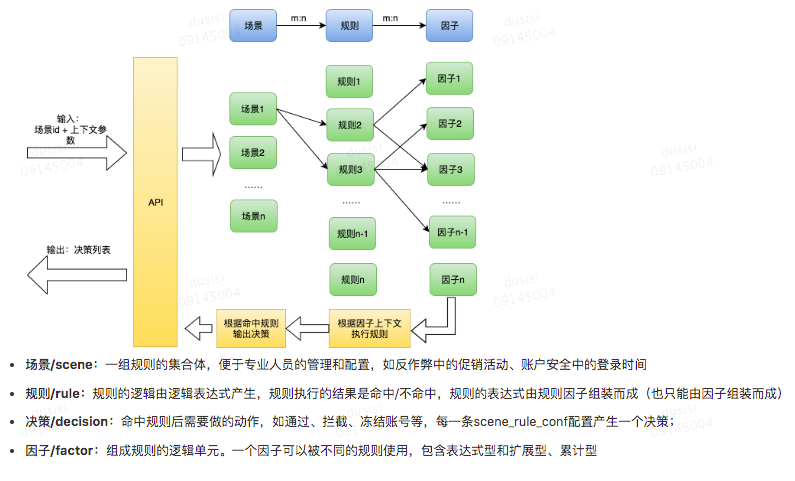 场景
m:n
规则
m:n
因子
输入：
场景id + 上下文参
数
API
输出：决策列表
场景1
场景2
......
场景n
规则1
规则2
规则3
......
规则n-1
规则n
因子1
因子2
因子3
......
因子n-1
因子n
根据命中规则
输出决策
根据因子上下文
执行规则
场景/scene：一组规则的集合体，便于专业人员的管理和配置，如反作弊中的促销活动、账户安全中的登录时间
规则/rule：规则的逻辑由逻辑表达式产生，规则执行的结果是命中/不命中，规则的表达式由规则因子组装而成（也只能由因子组装而成）
决策/decision：命中规则后需要做的动作，如通过、拦截、冻结账号等，每一条scene_rule_conf配置产生一个决策；
因子/factor：组成规则的逻辑单元。一个因子可以被不同的规则使用，包含表达式型和扩展型、累计型
dusisi
09145004
dusisi
09145004
dusisi
09145004
dusisi
09145004
dusisi
09145004
dusisi
09145004
dusisi
09145004